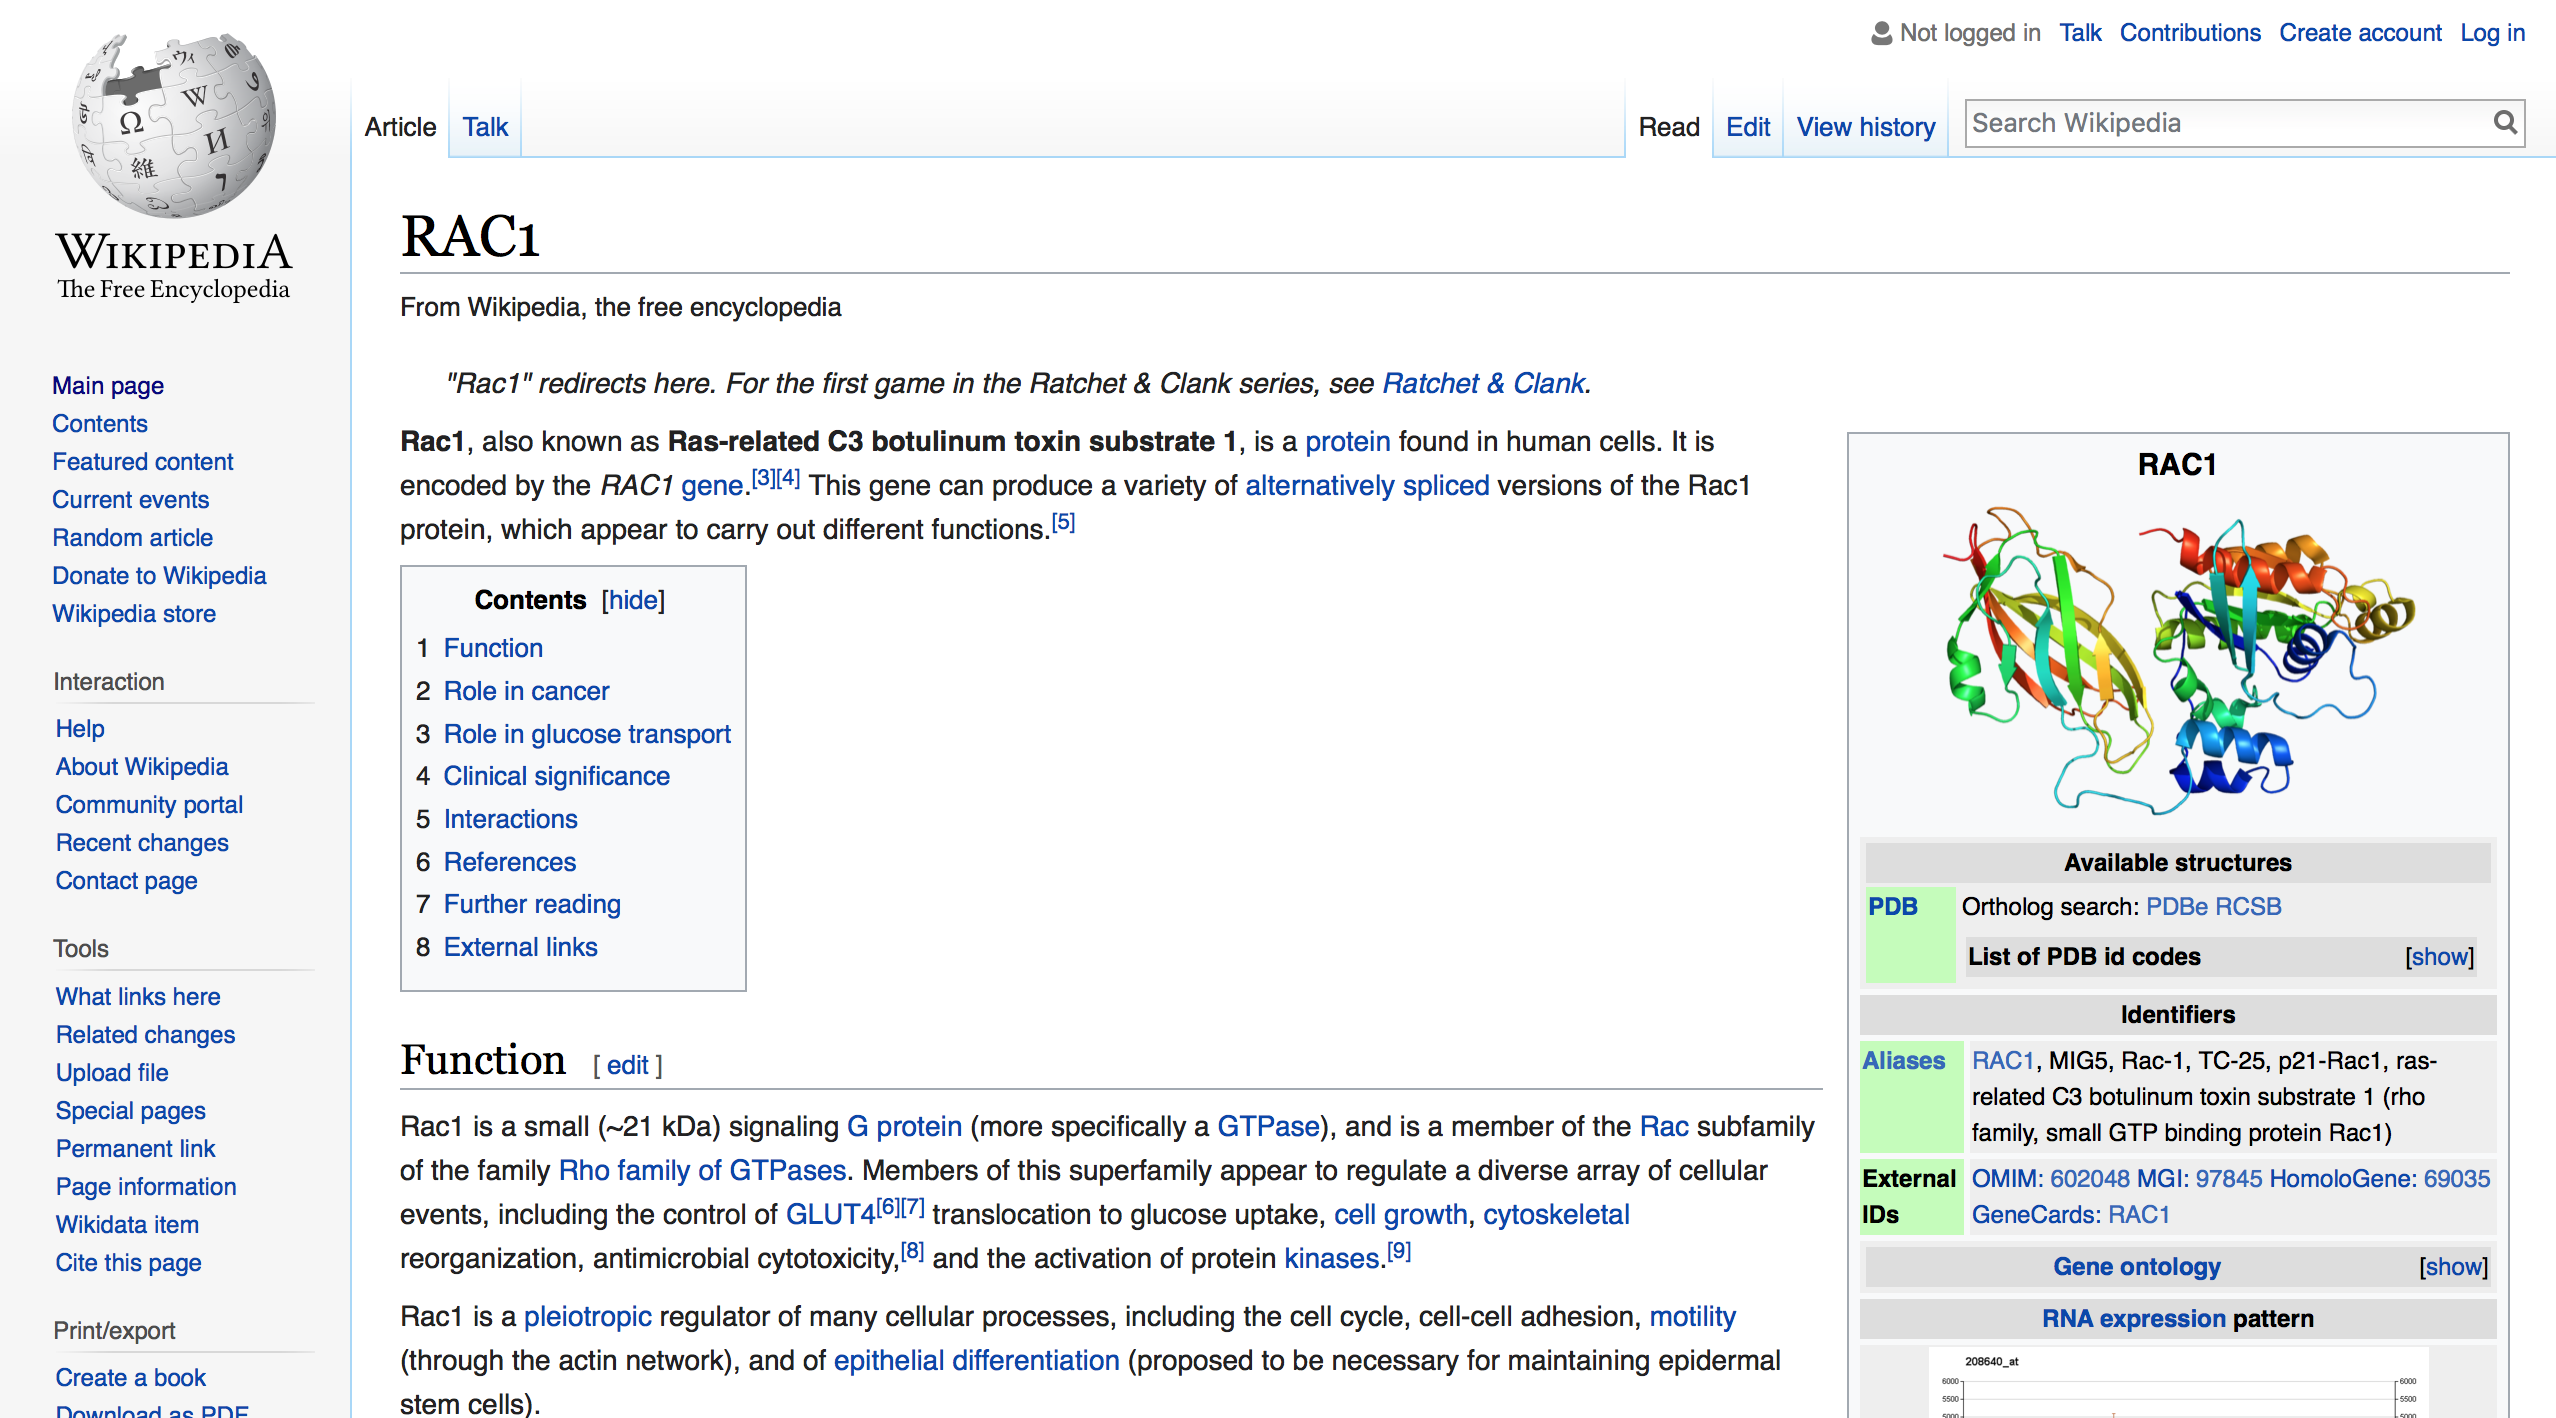 Not logged in Talk Contributions Create account Log in
Article Talk
Read Edit View history Search Wikipedia
Ω W И 維 ウィ
WIKIPEDIA
The Free Encyclopedia
Main page
Contents
Featured content
Current events
Random article
Donate to Wikipedia
Wikipedia store
Interaction
Help
About Wikipedia
Community portal
Recent changes
Contact page
Tools
What links here
Related changes
Upload file
Special pages
Permanent link
Page information
Wikidata item
Cite this page
Print/export
Create a book
Download as PDF
RAC1
From Wikipedia, the free encyclopedia
"Rac1" redirects here. For the first game in the Ratchet & Clank series, see Ratchet & Clank.
Rac1, also known as Ras-related C3 botulinum toxin substrate 1, is a protein found in human cells. It is
encoded by the RAC1 gene.[3][4] This gene can produce a variety of alternatively spliced versions of the Rac1
protein, which appear to carry out different functions.[5]
Contents [hide]
1 Function
2 Role in cancer
3 Role in glucose transport
4 Clinical significance
5 Interactions
6 References
7 Further reading
8 External links
Function [ edit ]
Rac1 is a small (~21 kDa) signaling G protein (more specifically a GTPase), and is a member of the Rac subfamily
of the family Rho family of GTPases. Members of this superfamily appear to regulate a diverse array of cellular
events, including the control of GLUT4[6][7] translocation to glucose uptake, cell growth, cytoskeletal
reorganization, antimicrobial cytotoxicity,[8] and the activation of protein kinases.[9]
Rac1 is a pleiotropic regulator of many cellular processes, including the cell cycle, cell-cell adhesion, motility
(through the actin network), and of epithelial differentiation (proposed to be necessary for maintaining epidermal
stem cells).
RAC1
Available structures
PDB Ortholog search: PDBe RCSB
List of PDB id codes [show]
Identifiers
Aliases RAC1, MIG5, Rac-1, TC-25, p21-Rac1, ras-
related C3 botulinum toxin substrate 1 (rho
family, small GTP binding protein Rac1)
External OMIM: 602048 MGI: 97845 HomoloGene: 69035
IDs GeneCards: RAC1
Gene ontology [show]
RNA expression pattern
208640_at
6000 6000
5500 5500
5000 5000